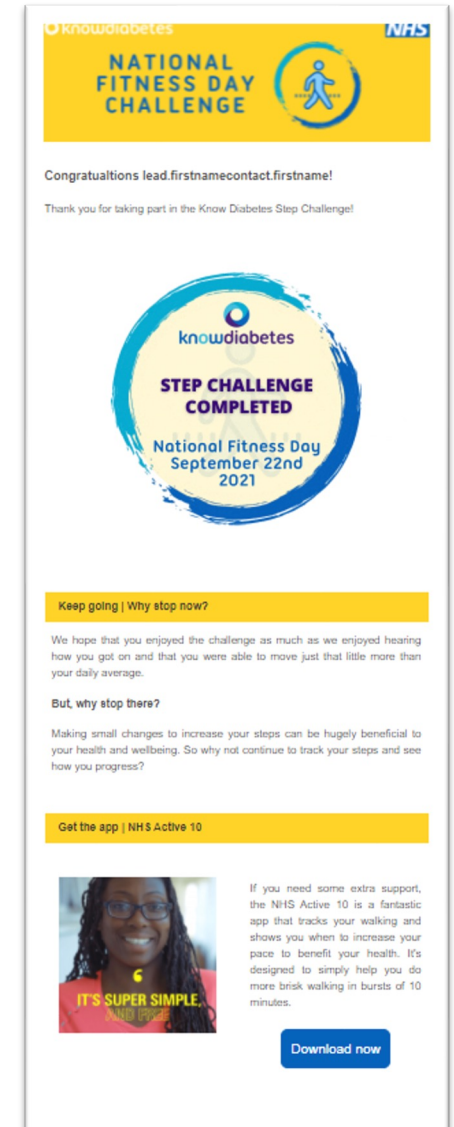 knowdiabetes
NHS
NATIONAL
FITNESS DAY
CHALLENGE
Congratualtions lead.firstnamecontact.firstname!
Thank you for taking part in the Know Diabetes Step Challenge!
knowdiabetes
STEP CHALLENGE
COMPLETED
National Fitness Day
September 22nd
2021
Keep going | Why stop now?
We hope that you enjoyed the challenge as much as we enjoyed hearing
how you got on and that you were able to move just that little more than
your daily average.
But, why stop there?
Making small changes to increase your steps can be hugely beneficial to
your health and wellbeing. So why not continue to track your steps and see
how you progress?
Get the app | NHS Active 10
IT'S SUPER SIMPLE,
AND FREE
If you need some extra support,
the NHS Active 10 is a fantastic
app that tracks your walking and
shows you when to increase your
pace to benefit your health. It's
designed to simply help you do
more brisk walking in bursts of 10
minutes.
Download now